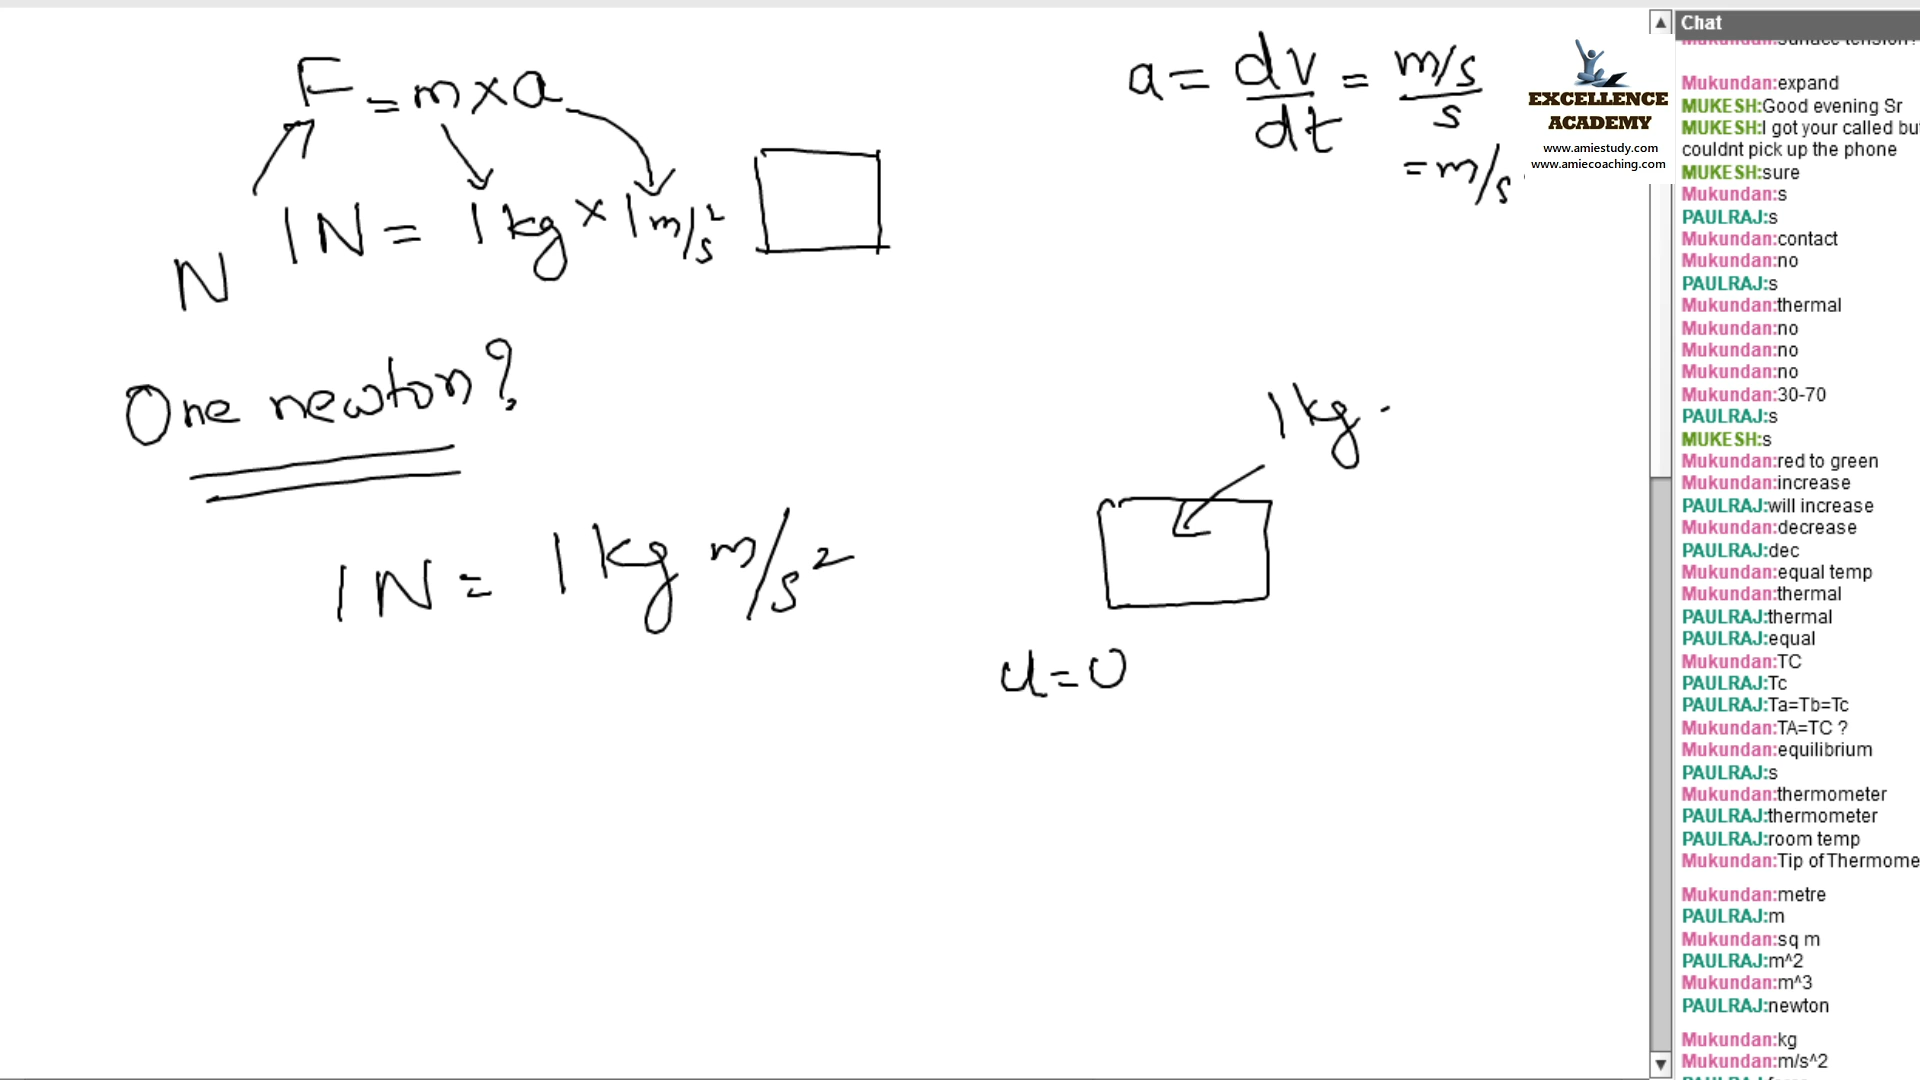 F = m × a
a = dv/dt = m/s/s
= m/s
1N = 1kg × 1m/s²
N
One newton?
1kg
1N = 1kg m/s²
u=0
EXCELLENCE
ACADEMY
www.amiestudy.com
www.amiecoaching.com
Chat
Mukundan:expand
MUKESH:Good evening Sr
MUKESH:I got your called bu
couldnt pick up the phone
MUKESH:sure
Mukundan:s
PAULRAJ:s
Mukundan:contact
Mukundan:no
PAULRAJ:s
Mukundan:thermal
Mukundan:no
Mukundan:no
Mukundan:no
Mukundan:30-70
PAULRAJ:s
MUKESH:s
Mukundan:red to green
Mukundan:increase
PAULRAJ:will increase
Mukundan:decrease
PAULRAJ:dec
Mukundan:equal temp
Mukundan:thermal
PAULRAJ:thermal
PAULRAJ:equal
Mukundan:TC
PAULRAJ:Tc
PAULRAJ:Ta=Tb=Tc
Mukundan:TA=TC ?
Mukundan:equilibrium
PAULRAJ:s
Mukundan:thermometer
PAULRAJ:thermometer
PAULRAJ:room temp
Mukundan:Tip of Thermome
Mukundan:metre
PAULRAJ:m
Mukundan:sq m
PAULRAJ:m^2
Mukundan:m^3
PAULRAJ:newton
Mukundan:kg
Mukundan:m/s^2